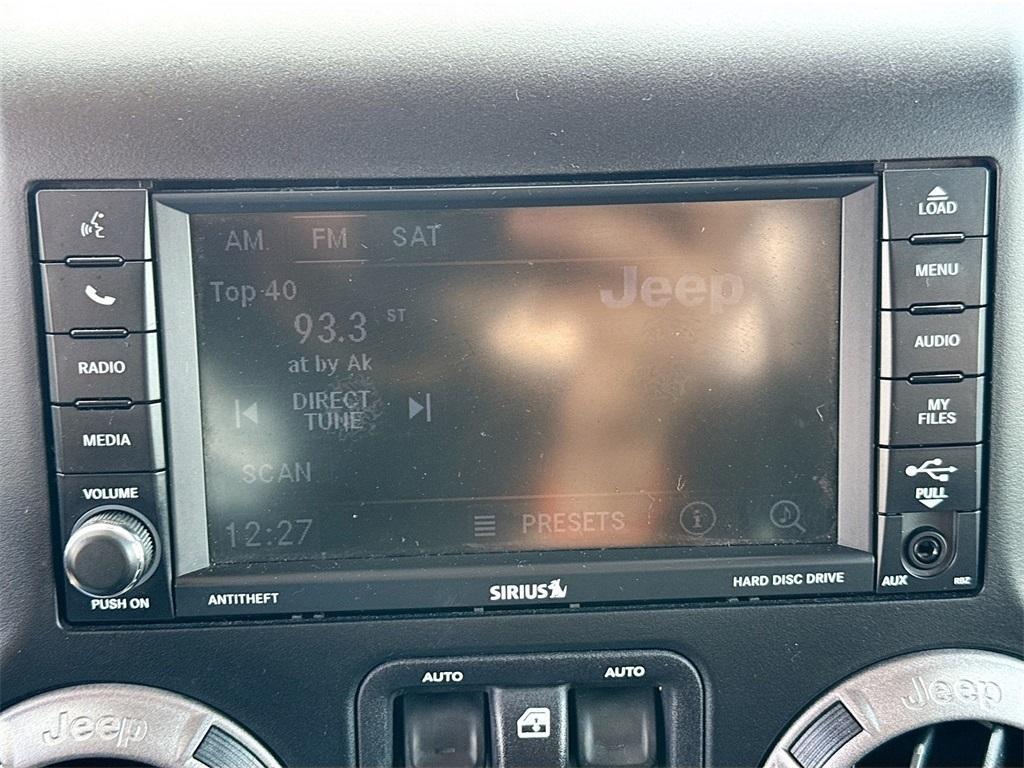 LOAD
AM FM SAT
MENU
Top 40
Jeep
93.3 ST
AUDIO
at by Ak
RADIO
DIRECT
TUNE
MY
FILES
MEDIA
SCAN
PULL
VOLUME
12:27
PRESETS
i
PUSH ON
ANTITHEFT
SIRIUS
HARD DISC DRIVE
AUX
RBZ
AUTO
AUTO
Jeep
Jeep